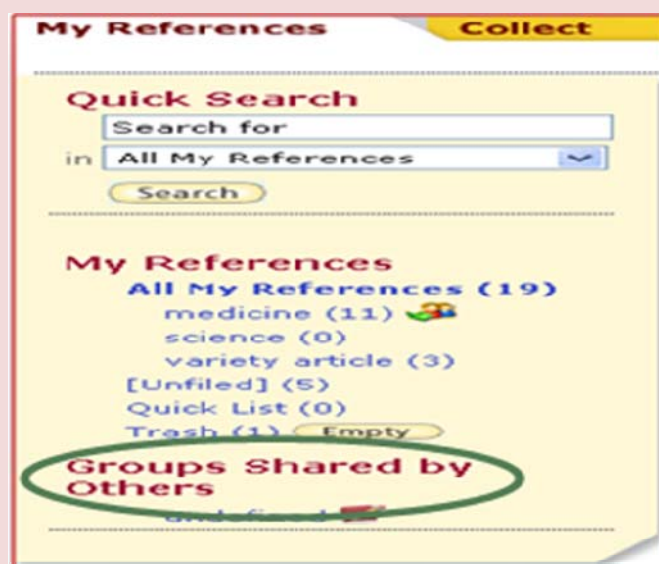 My References Collect
Quick Search
Search for
in All My References
Search
My References
All My References (19)
medicine (11)
science (0)
variety article (3)
[Unfiled] (5)
Quick List (0)
Trash (1) Empty
Groups Shared by
Others
undefined